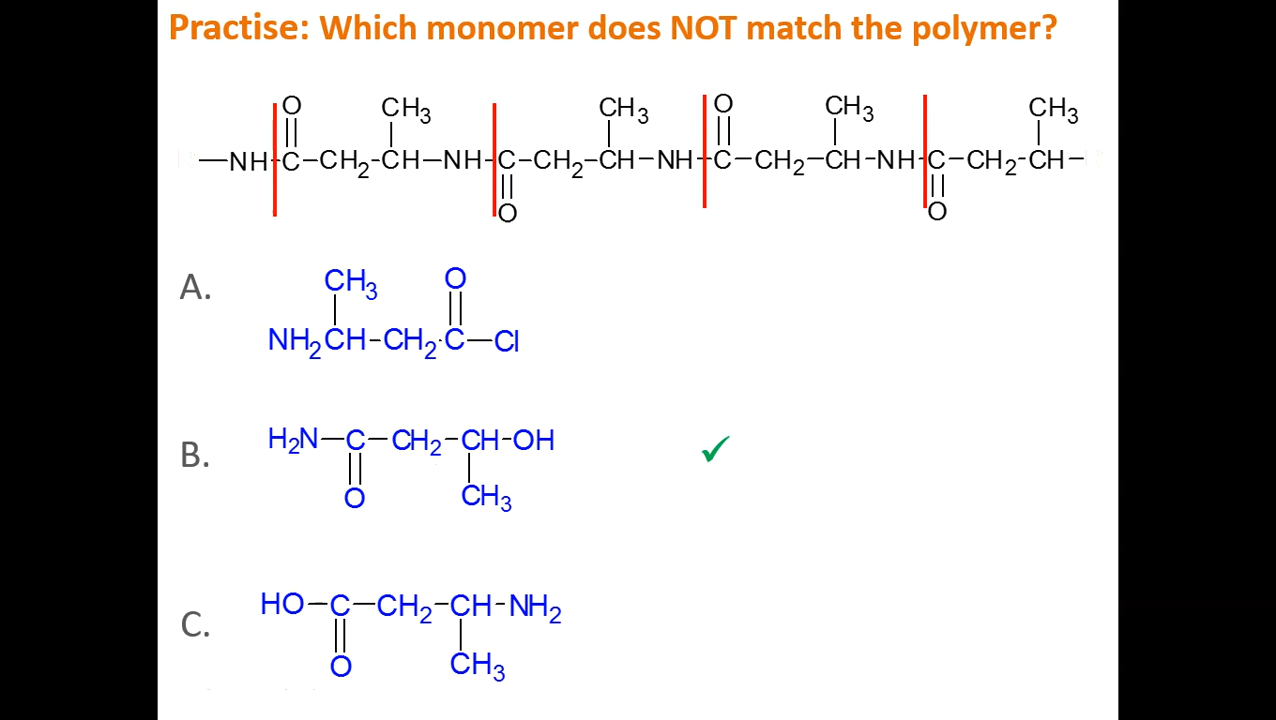 Practise: Which monomer does NOT match the polymer?
O CH3 CH3 O CH3 CH3
—NH–C–CH2–CH–NH–C–CH2–CH–NH–C–CH2–CH–NH–C–CH2–CH–
O O
A.
CH3 O
NH2CH–CH2–C–Cl
B.
H2N–C–CH2–CH–OH ✓
O CH3
C.
HO–C–CH2–CH–NH2
O CH3